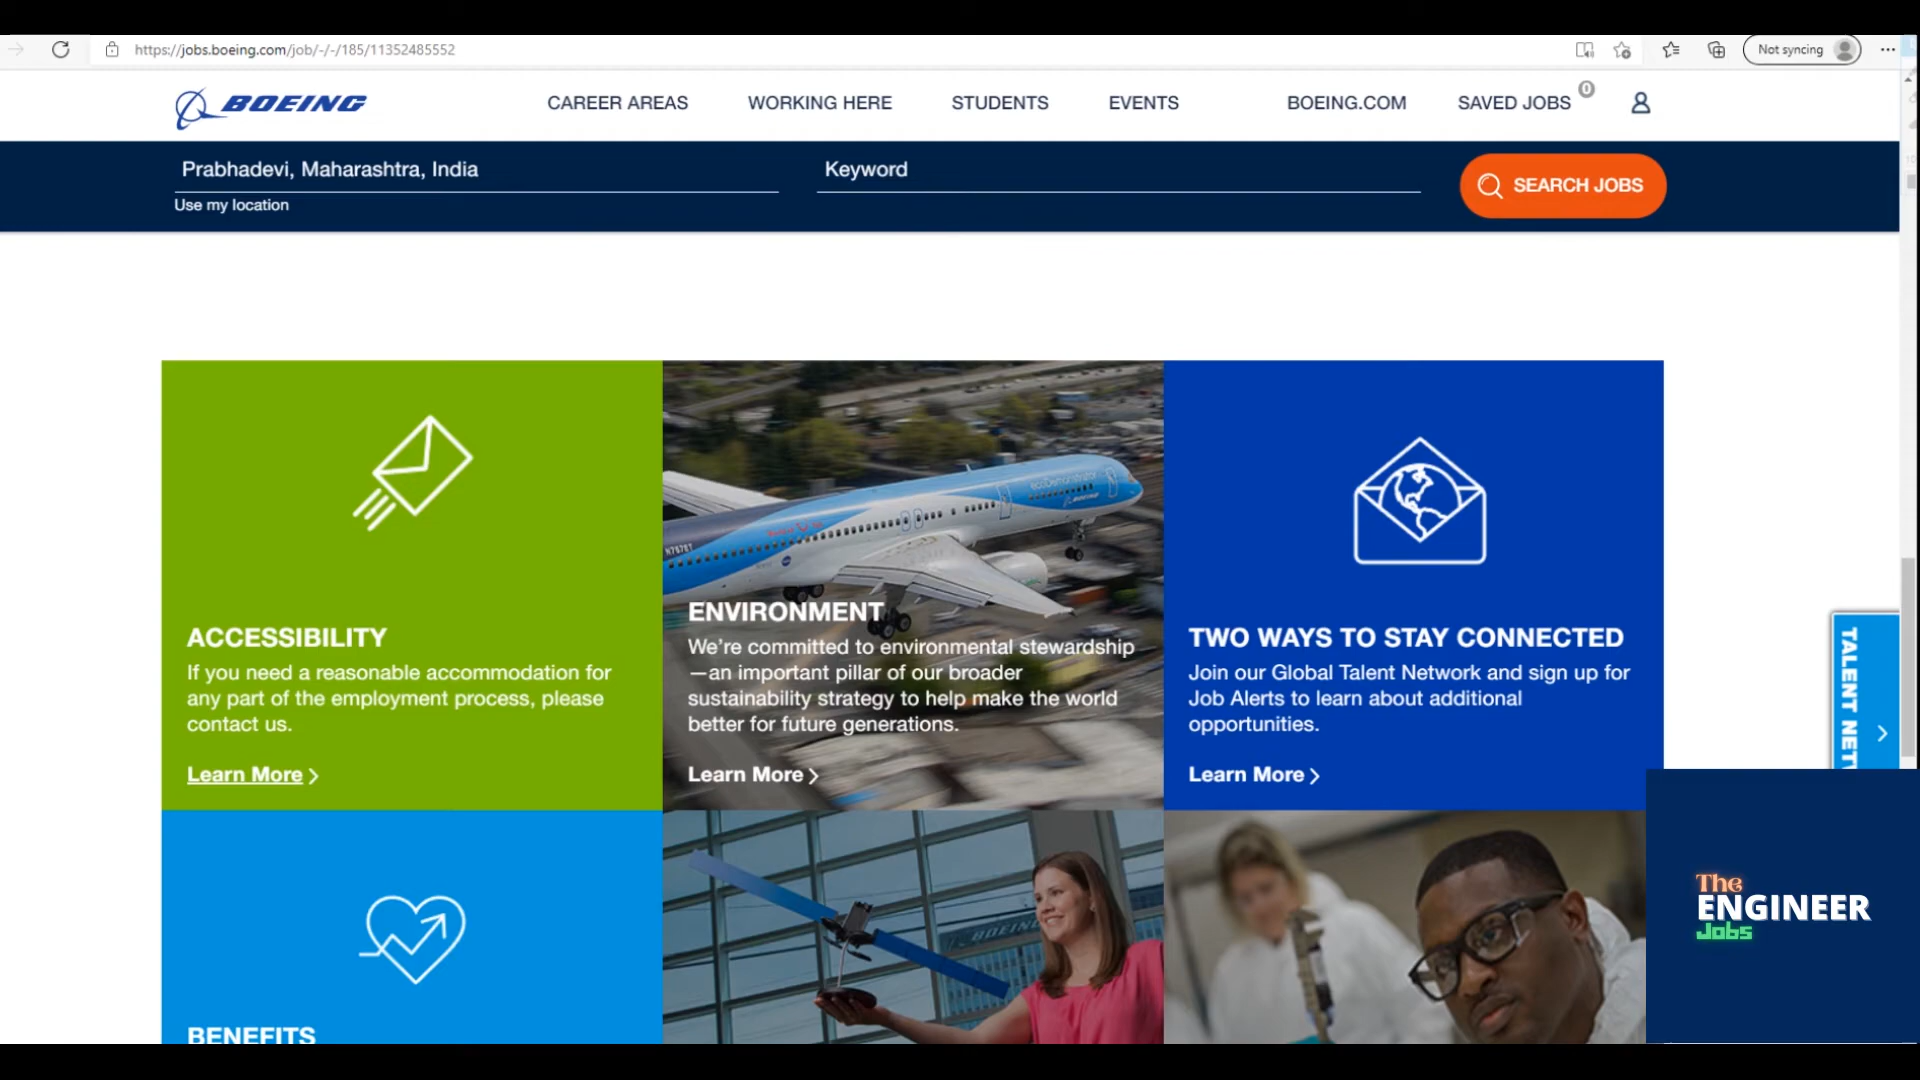 https://jobs.boeing.com/job/-/-/185/11352485552
Not syncing
BOEING
CAREER AREAS
WORKING HERE
STUDENTS
EVENTS
BOEING.COM
SAVED JOBS
0
Prabhadevi, Maharashtra, India
Keyword
SEARCH JOBS
Use my location
ACCESSIBILITY
If you need a reasonable accommodation for
any part of the employment process, please
contact us.
Learn More
ecoDemonstrator
BOEING
ENVIRONMENT
We’re committed to environmental stewardship
—an important pillar of our broader
sustainability strategy to help make the world
better for future generations.
Learn More
TWO WAYS TO STAY CONNECTED
Join our Global Talent Network and sign up for
Job Alerts to learn about additional
opportunities.
Learn More
TALENT NETW
BENEFITS
BOEING
The
ENGINEER
Jobs